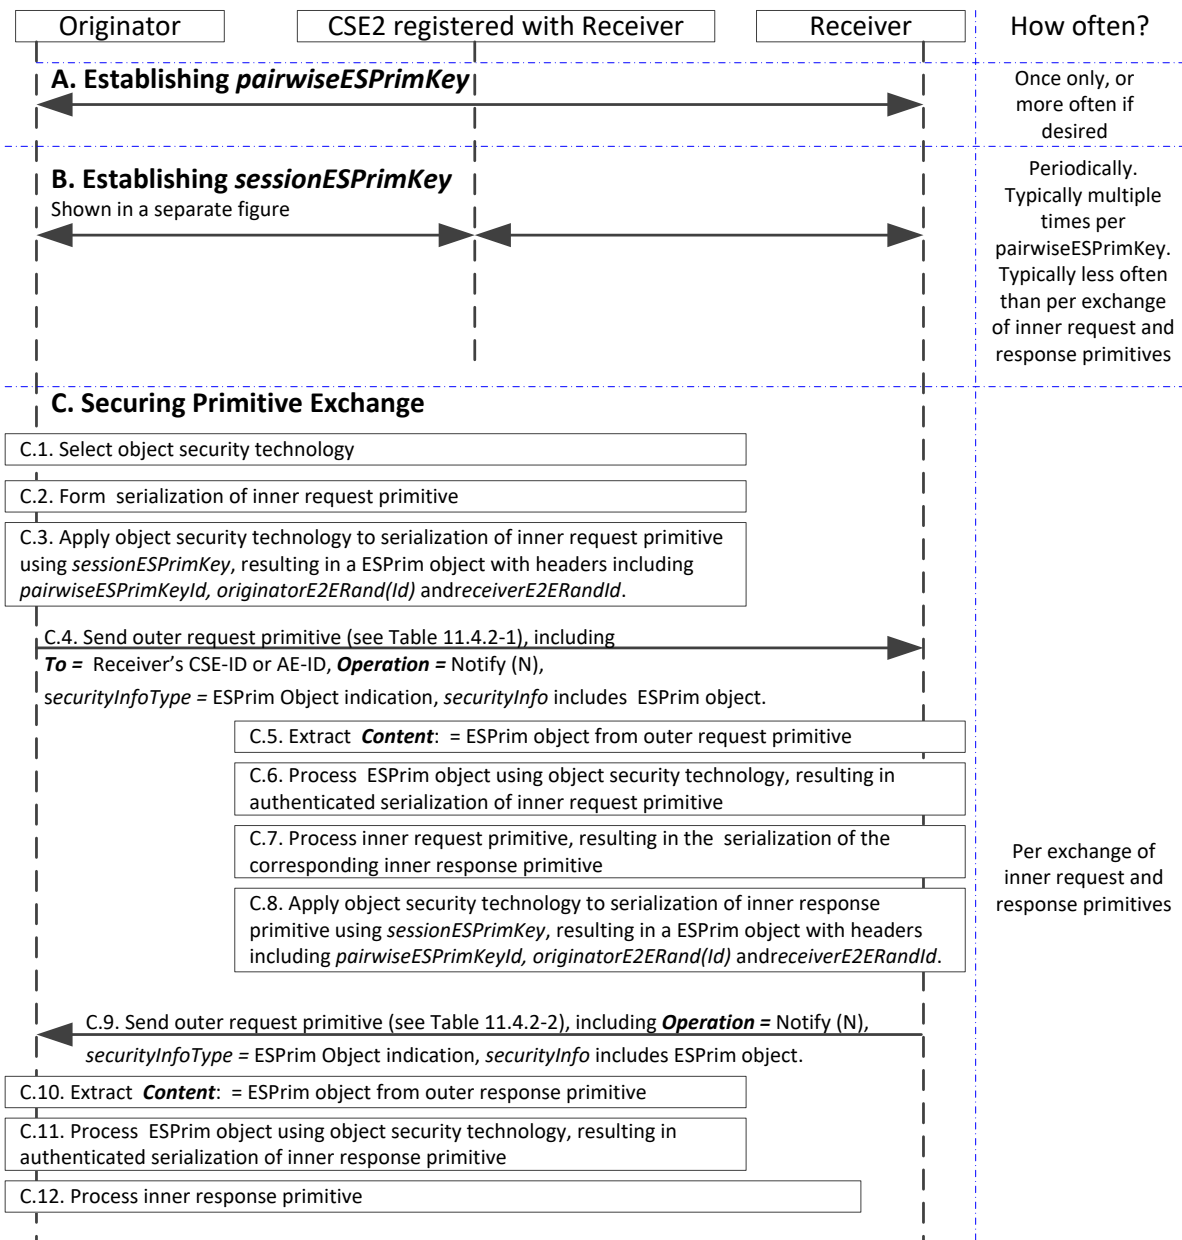 Originator
CSE2 registered with Receiver
Receiver
How often?
A. Establishing pairwiseESPrimKey
Once only, or
more often if
desired
B. Establishing sessionESPrimKey
Shown in a separate figure
Periodically.
Typically multiple
times per
pairwiseESPrimKey.
Typically less often
than per exchange
of inner request and
response primitives
C. Securing Primitive Exchange
C.1. Select object security technology
C.2. Form  serialization of inner request primitive
C.3. Apply object security technology to serialization of inner request primitive
using sessionESPrimKey, resulting in a ESPrim object with headers including
pairwiseESPrimKeyId, originatorE2ERand(Id) andreceiverE2ERandId.
C.4. Send outer request primitive (see Table 11.4.2-1), including
To =  Receiver’s CSE-ID or AE-ID, Operation = Notify (N),
securityInfoType = ESPrim Object indication, securityInfo includes  ESPrim object.
C.5. Extract  Content:  = ESPrim object from outer request primitive
C.6. Process  ESPrim object using object security technology, resulting in
authenticated serialization of inner request primitive
C.7. Process inner request primitive, resulting in the  serialization of the
corresponding inner response primitive
C.8. Apply object security technology to serialization of inner response
primitive using sessionESPrimKey, resulting in a ESPrim object with headers
including pairwiseESPrimKeyId, originatorE2ERand(Id) andreceiverE2ERandId.
Per exchange of
inner request and
response primitives
C.9. Send outer request primitive (see Table 11.4.2-2), including Operation = Notify (N),
securityInfoType = ESPrim Object indication, securityInfo includes ESPrim object.
C.10. Extract  Content:  = ESPrim object from outer response primitive
C.11. Process  ESPrim object using object security technology, resulting in
authenticated serialization of inner response primitive
C.12. Process inner response primitive